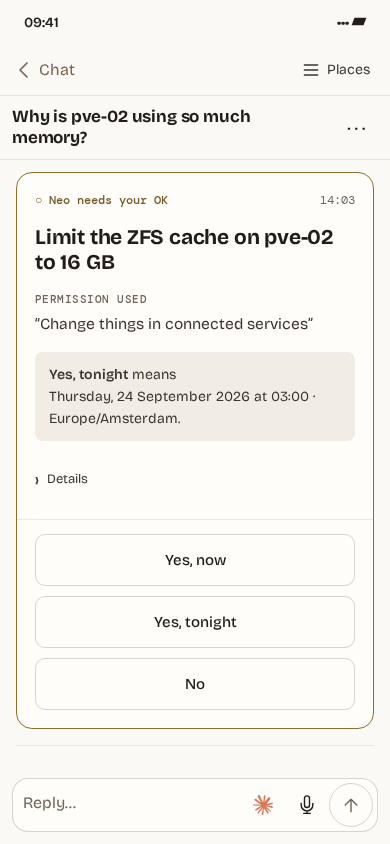 09:41
Chat
Places
Why is pve-02 using so much
memory?
Neo needs your OK
14:03
Limit the ZFS cache on pve-02
to 16 GB
PERMISSION USED
“Change things in connected services”
Yes, tonight means
Thursday, 24 September 2026 at 03:00 ·
Europe/Amsterdam.
Details
Yes, now
Yes, tonight
No
Reply...